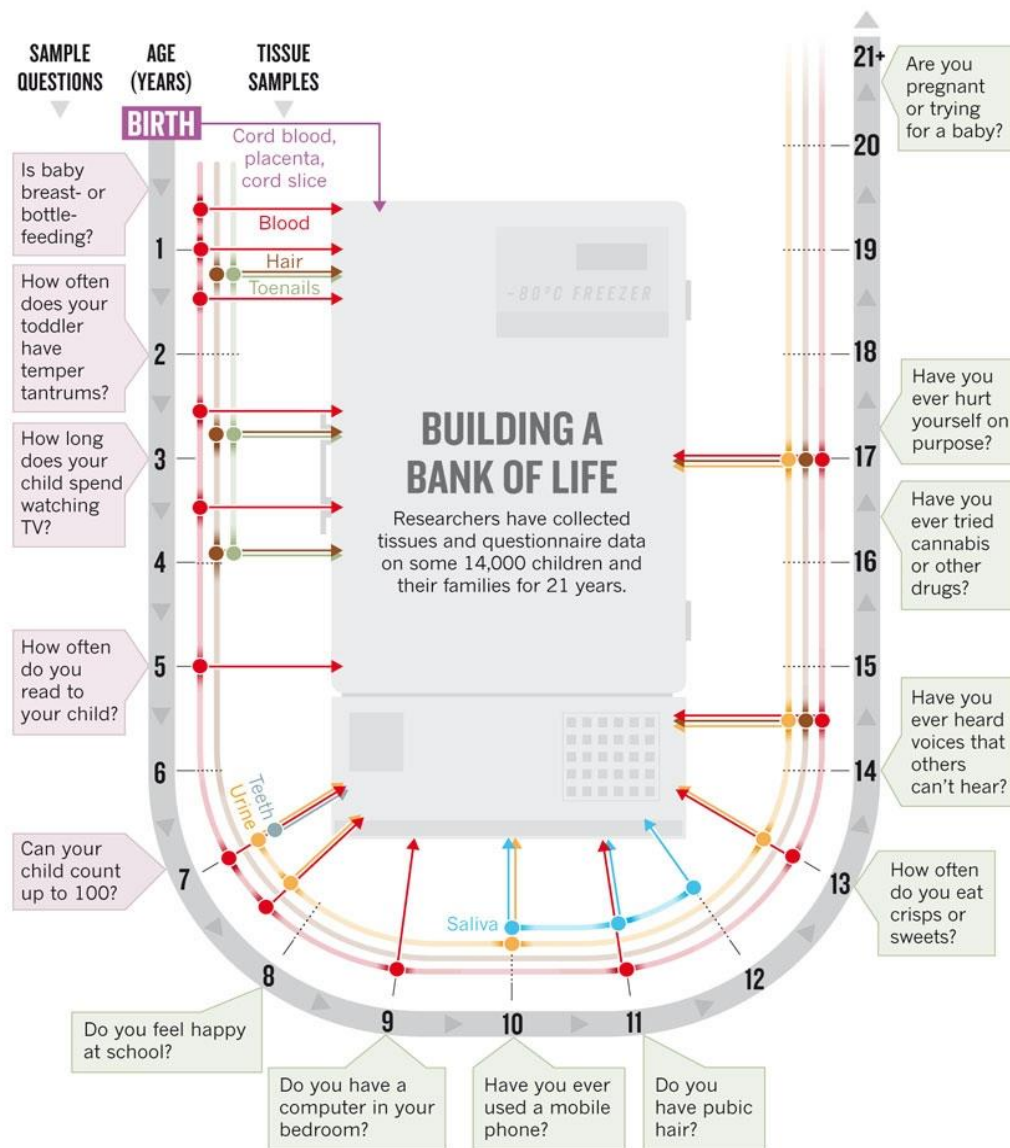 SAMPLE
QUESTIONS
AGE
(YEARS)
TISSUE
SAMPLES
BIRTH
Cord blood,
placenta,
cord slice
Is baby
breast- or
bottle-
feeding?
Blood
1
Hair
Toenails
How often
does your
toddler
have
temper
tantrums?
2
-80°C FREEZER
How long
does your
child spend
watching
TV?
3
BUILDING A
BANK OF LIFE
Researchers have collected
tissues and questionnaire data
on some 14,000 children and
their families for 21 years.
4
How often
do you
read to
your child?
5
6
Teeth
Urine
Can your
child count
up to 100?
7
Saliva
8
Do you feel happy
at school?
9
Do you have a
computer in your
bedroom?
10
Have you ever
used a mobile
phone?
11
Do you
have pubic
hair?
12
13
How often
do you eat
crisps or
sweets?
14
Have you
ever heard
voices that
others
can't hear?
15
16
Have you
ever tried
cannabis
or other
drugs?
17
Have you
ever hurt
yourself on
purpose?
18
19
20
21+
Are you
pregnant
or trying
for a baby?